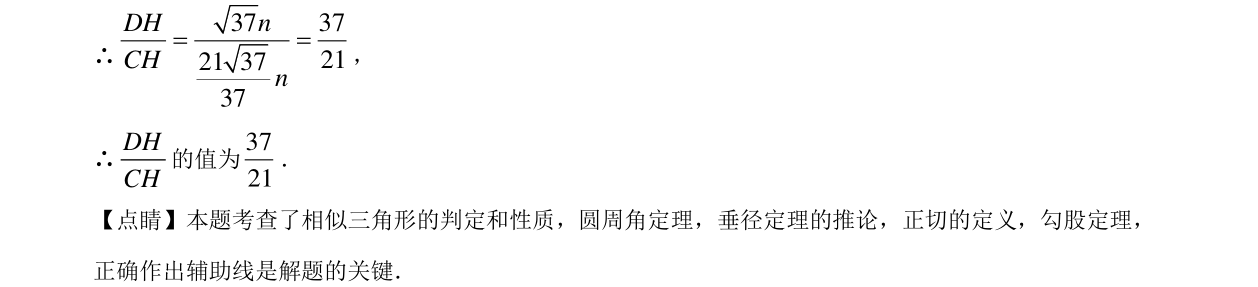 ∴ DH/CH = √37n / (21√37/37 n) = 37/21，
∴ DH/CH 的值为 37/21．
【点睛】本题考查了相似三角形的判定和性质，圆周角定理，垂径定理的推论，正切的定义，勾股定理，
正确作出辅助线是解题的关键．